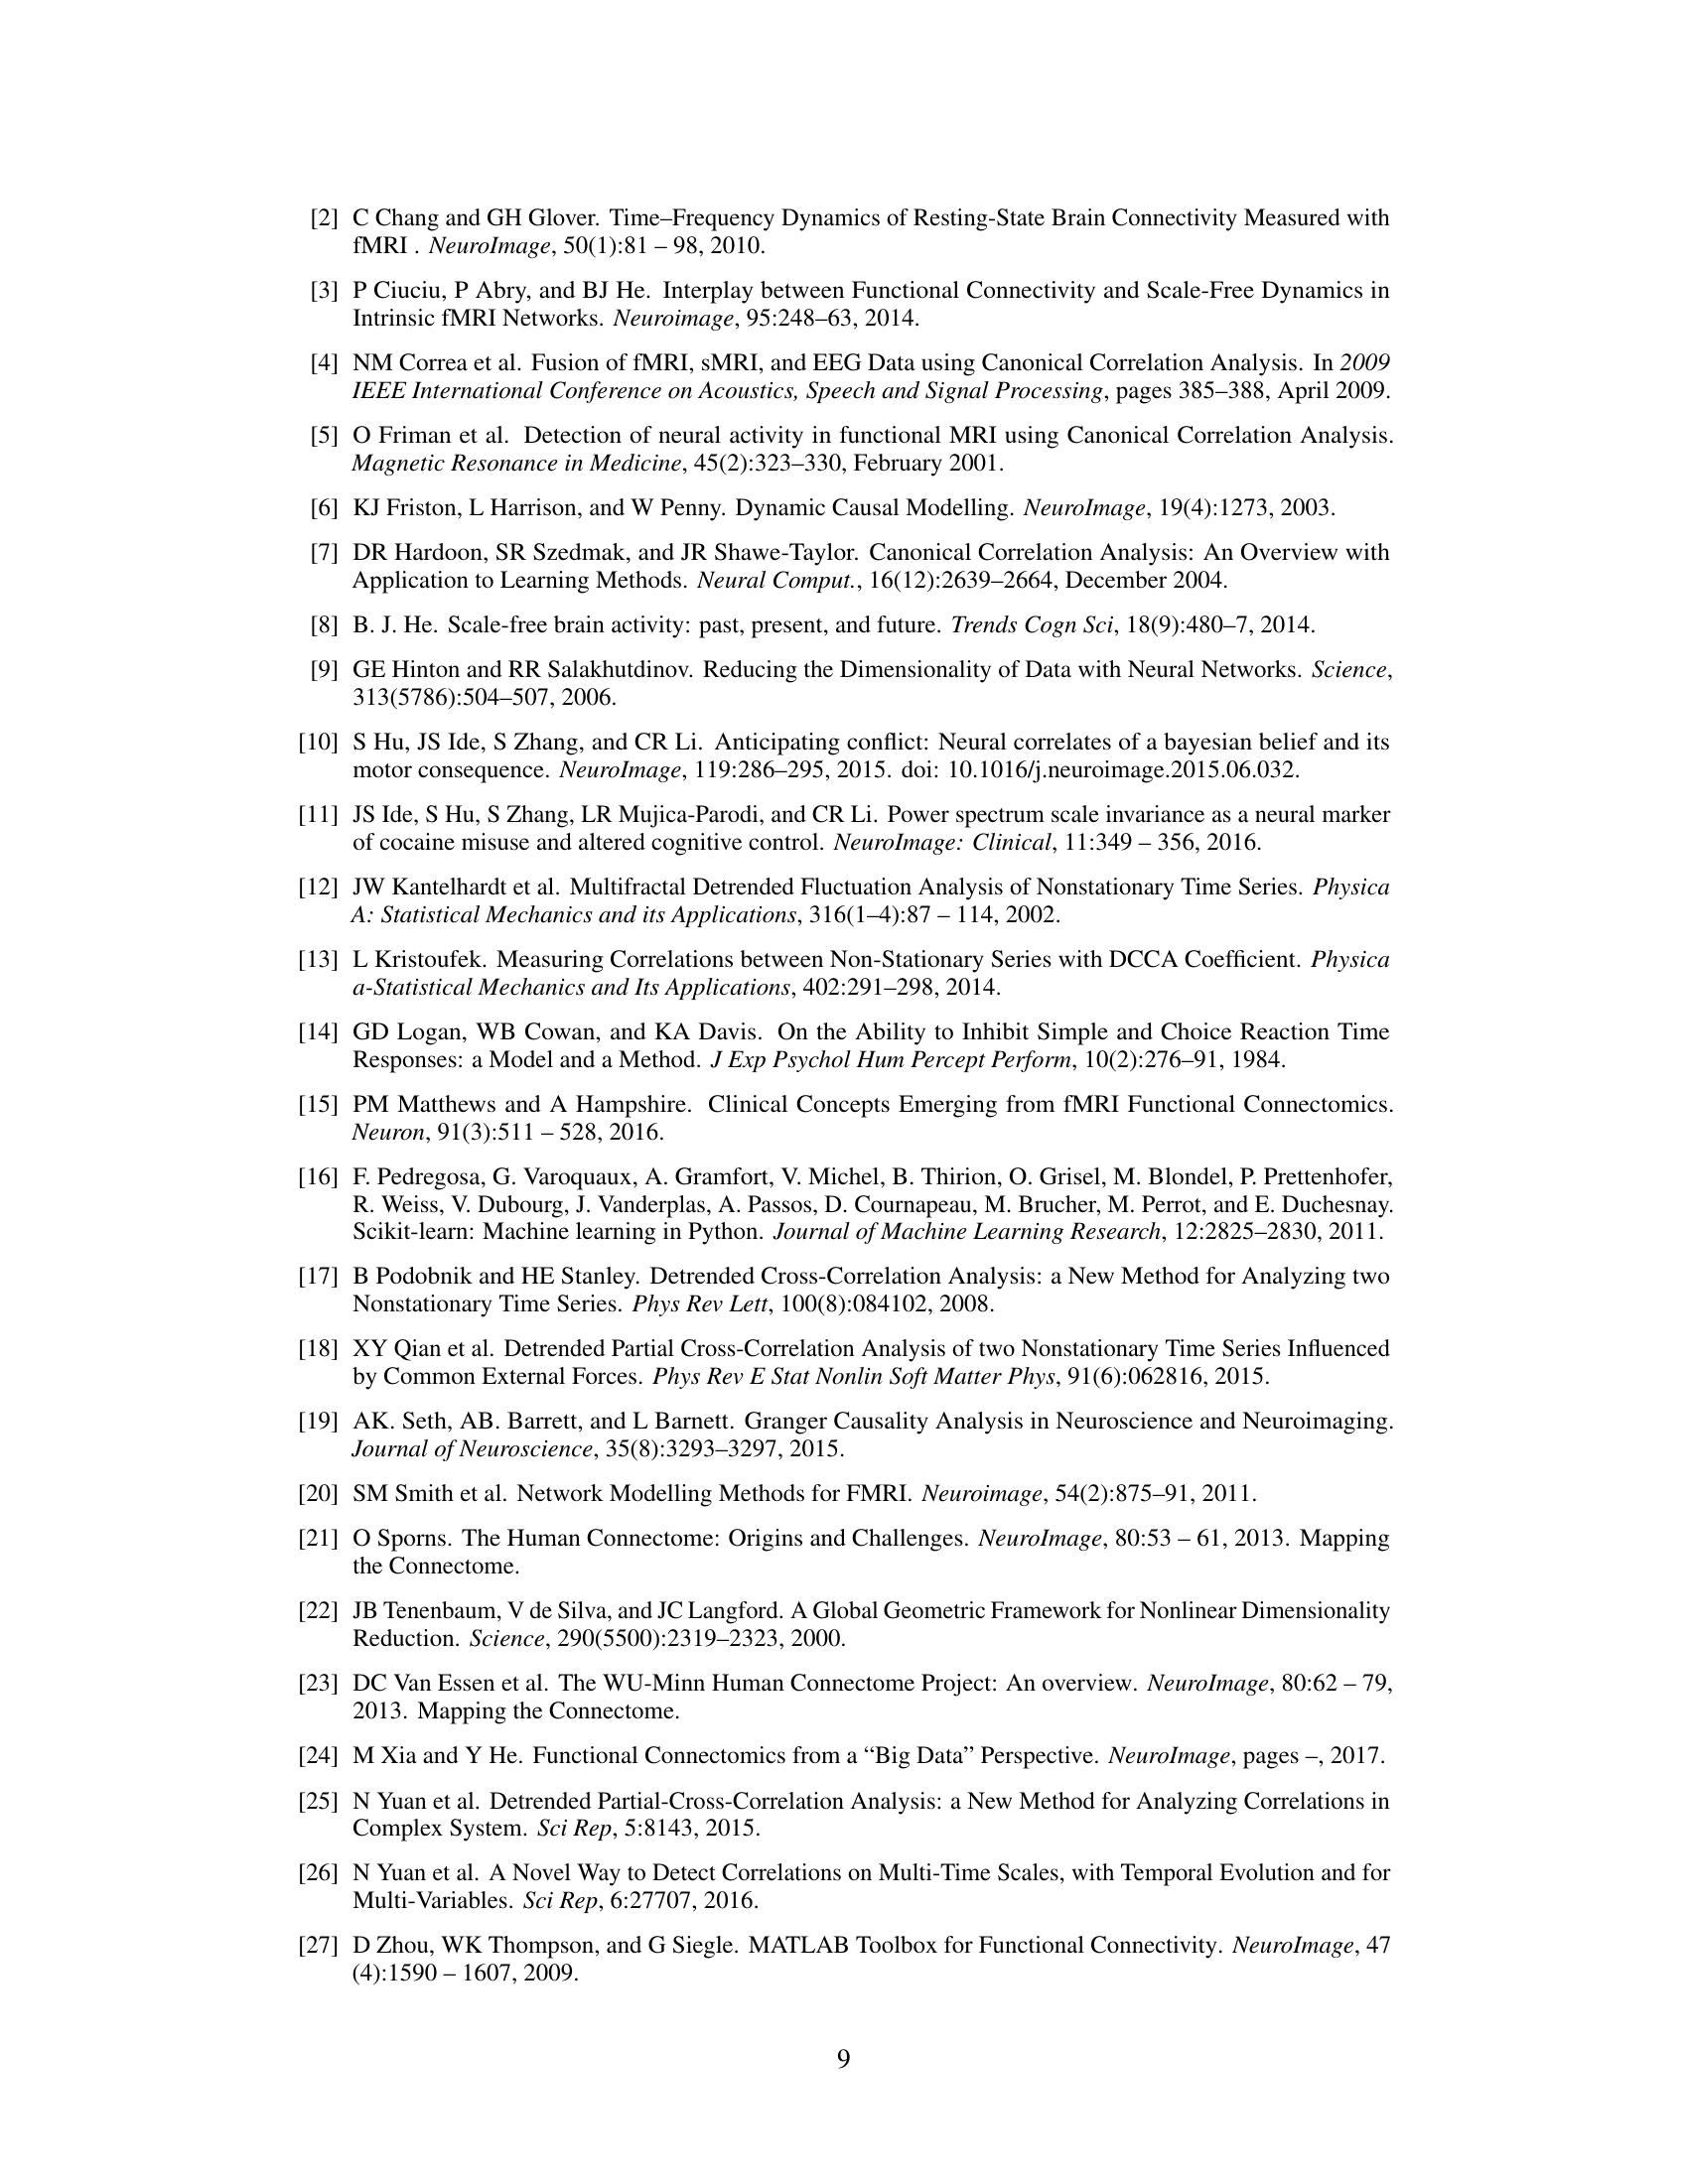 [2] C Chang and GH Glover. Time–Frequency Dynamics of Resting-State Brain Connectivity Measured with
fMRI . NeuroImage, 50(1):81 – 98, 2010.
[3] P Ciuciu, P Abry, and BJ He. Interplay between Functional Connectivity and Scale-Free Dynamics in
Intrinsic fMRI Networks. Neuroimage, 95:248–63, 2014.
[4] NM Correa et al. Fusion of fMRI, sMRI, and EEG Data using Canonical Correlation Analysis. In 2009
IEEE International Conference on Acoustics, Speech and Signal Processing, pages 385–388, April 2009.
[5] O Friman et al. Detection of neural activity in functional MRI using Canonical Correlation Analysis.
Magnetic Resonance in Medicine, 45(2):323–330, February 2001.
[6] KJ Friston, L Harrison, and W Penny. Dynamic Causal Modelling. NeuroImage, 19(4):1273, 2003.
[7] DR Hardoon, SR Szedmak, and JR Shawe-Taylor. Canonical Correlation Analysis: An Overview with
Application to Learning Methods. Neural Comput., 16(12):2639–2664, December 2004.
[8] B. J. He. Scale-free brain activity: past, present, and future. Trends Cogn Sci, 18(9):480–7, 2014.
[9] GE Hinton and RR Salakhutdinov. Reducing the Dimensionality of Data with Neural Networks. Science,
313(5786):504–507, 2006.
[10] S Hu, JS Ide, S Zhang, and CR Li. Anticipating conflict: Neural correlates of a bayesian belief and its
motor consequence. NeuroImage, 119:286–295, 2015. doi: 10.1016/j.neuroimage.2015.06.032.
[11] JS Ide, S Hu, S Zhang, LR Mujica-Parodi, and CR Li. Power spectrum scale invariance as a neural marker
of cocaine misuse and altered cognitive control. NeuroImage: Clinical, 11:349 – 356, 2016.
[12] JW Kantelhardt et al. Multifractal Detrended Fluctuation Analysis of Nonstationary Time Series. Physica
A: Statistical Mechanics and its Applications, 316(1–4):87 – 114, 2002.
[13] L Kristoufek. Measuring Correlations between Non-Stationary Series with DCCA Coefficient. Physica
a-Statistical Mechanics and Its Applications, 402:291–298, 2014.
[14] GD Logan, WB Cowan, and KA Davis. On the Ability to Inhibit Simple and Choice Reaction Time
Responses: a Model and a Method. J Exp Psychol Hum Percept Perform, 10(2):276–91, 1984.
[15] PM Matthews and A Hampshire. Clinical Concepts Emerging from fMRI Functional Connectomics.
Neuron, 91(3):511 – 528, 2016.
[16] F. Pedregosa, G. Varoquaux, A. Gramfort, V. Michel, B. Thirion, O. Grisel, M. Blondel, P. Prettenhofer,
R. Weiss, V. Dubourg, J. Vanderplas, A. Passos, D. Cournapeau, M. Brucher, M. Perrot, and E. Duchesnay.
Scikit-learn: Machine learning in Python. Journal of Machine Learning Research, 12:2825–2830, 2011.
[17] B Podobnik and HE Stanley. Detrended Cross-Correlation Analysis: a New Method for Analyzing two
Nonstationary Time Series. Phys Rev Lett, 100(8):084102, 2008.
[18] XY Qian et al. Detrended Partial Cross-Correlation Analysis of two Nonstationary Time Series Influenced
by Common External Forces. Phys Rev E Stat Nonlin Soft Matter Phys, 91(6):062816, 2015.
[19] AK. Seth, AB. Barrett, and L Barnett. Granger Causality Analysis in Neuroscience and Neuroimaging.
Journal of Neuroscience, 35(8):3293–3297, 2015.
[20] SM Smith et al. Network Modelling Methods for FMRI. Neuroimage, 54(2):875–91, 2011.
[21] O Sporns. The Human Connectome: Origins and Challenges. NeuroImage, 80:53 – 61, 2013. Mapping
the Connectome.
[22] JB Tenenbaum, V de Silva, and JC Langford. A Global Geometric Framework for Nonlinear Dimensionality
Reduction. Science, 290(5500):2319–2323, 2000.
[23] DC Van Essen et al. The WU-Minn Human Connectome Project: An overview. NeuroImage, 80:62 – 79,
2013. Mapping the Connectome.
[24] M Xia and Y He. Functional Connectomics from a “Big Data” Perspective. NeuroImage, pages –, 2017.
[25] N Yuan et al. Detrended Partial-Cross-Correlation Analysis: a New Method for Analyzing Correlations in
Complex System. Sci Rep, 5:8143, 2015.
[26] N Yuan et al. A Novel Way to Detect Correlations on Multi-Time Scales, with Temporal Evolution and for
Multi-Variables. Sci Rep, 6:27707, 2016.
[27] D Zhou, WK Thompson, and G Siegle. MATLAB Toolbox for Functional Connectivity. NeuroImage, 47
(4):1590 – 1607, 2009.
9